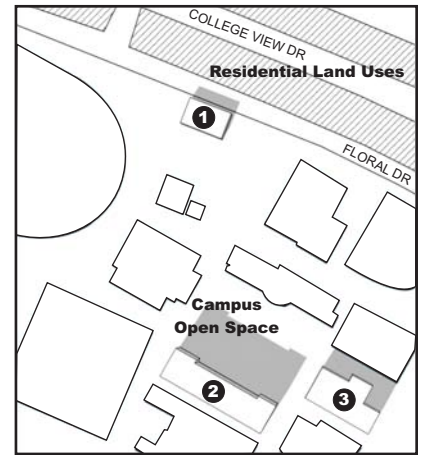 COLLEGE VIEW DR
Residential Land Uses
1
FLORAL DR
Campus
Open Space
2
3